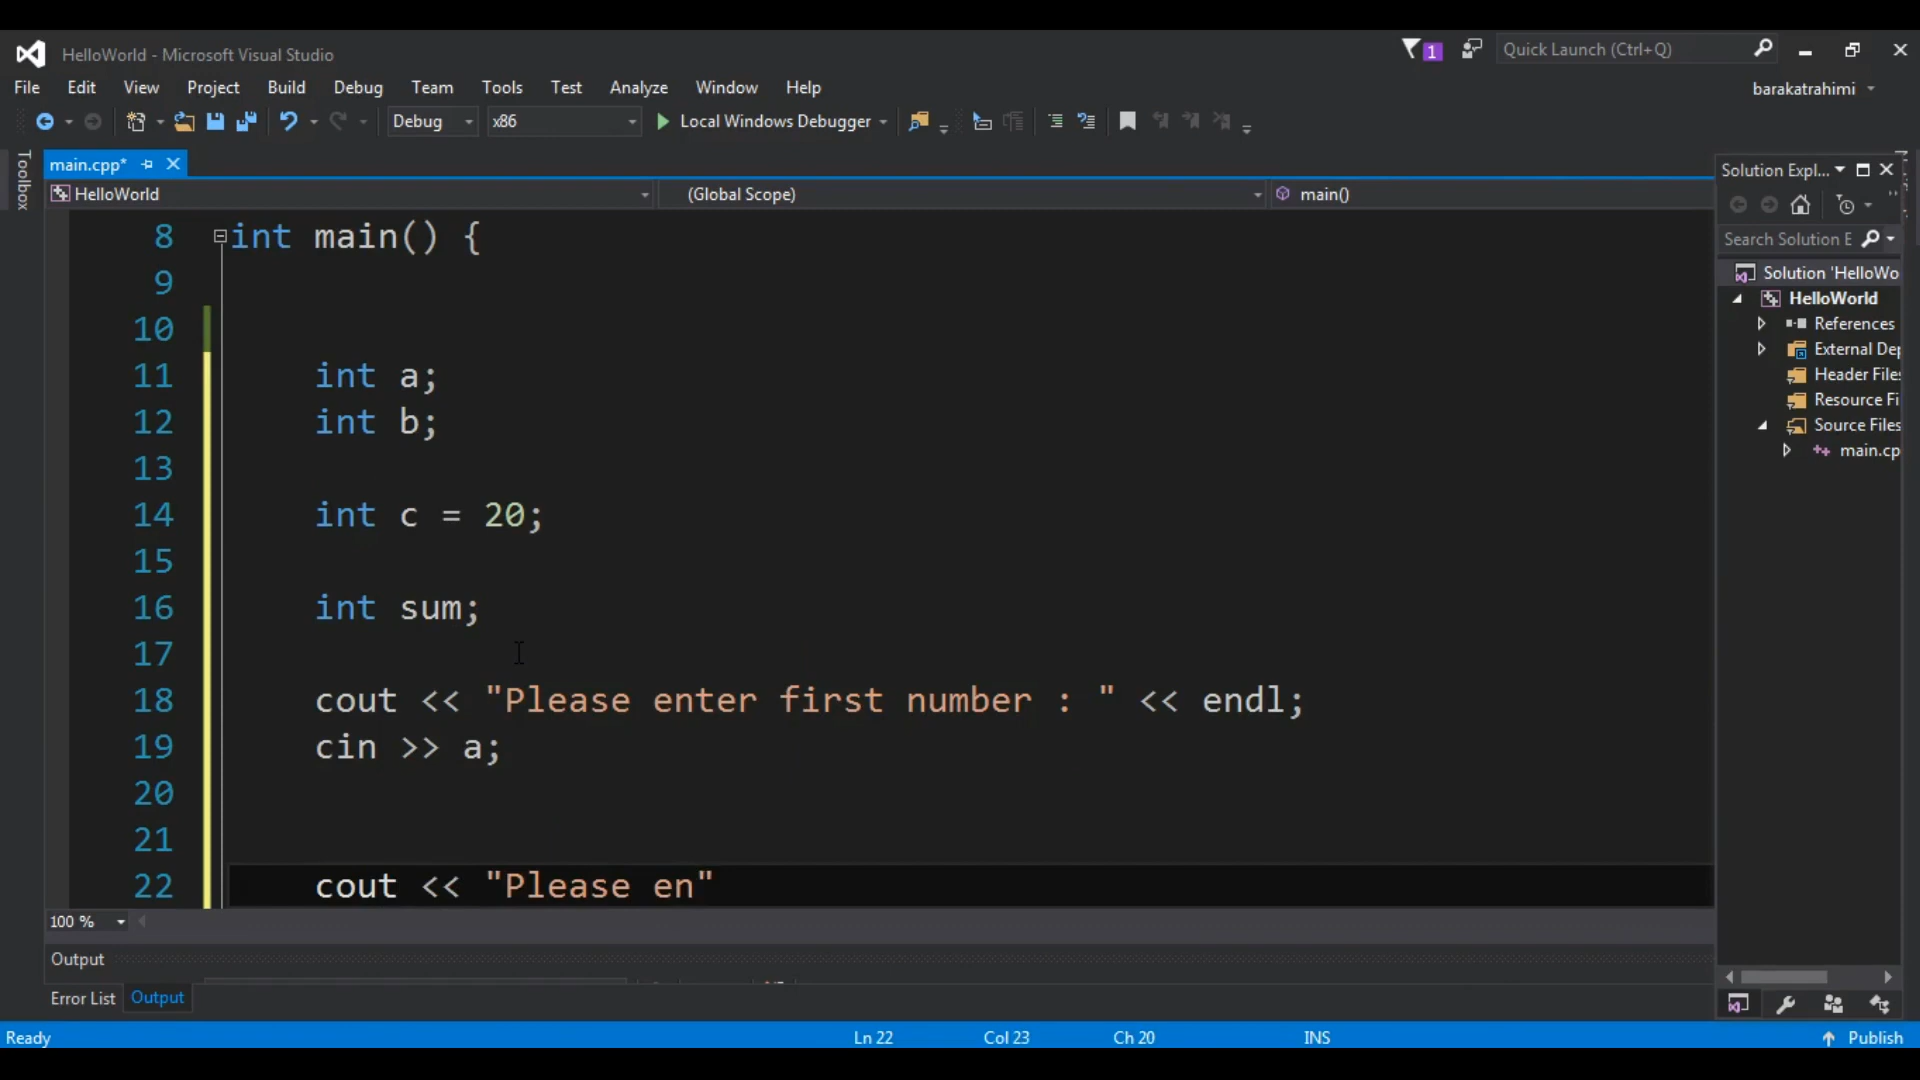 HelloWorld - Microsoft Visual Studio
1
Quick Launch (Ctrl+Q)
File Edit View Project Build Debug Team Tools Test Analyze Window Help
barakatrahimi
Debug x86 Local Windows Debugger
Toolbox
main.cpp*
HelloWorld (Global Scope) main()
8 int main() {
9
10
11 int a;
12 int b;
13
14 int c = 20;
15
16 int sum;
17
18 cout << "Please enter first number : " << endl;
19 cin >> a;
20
21
22 cout << "Please en"
100 %
Output
Error List Output
Solution Expl...
Search Solution E
Solution 'HelloWo
HelloWorld
References
External Dep
Header Files
Resource Fi
Source Files
main.cp
Ready Ln 22 Col 23 Ch 20 INS Publish